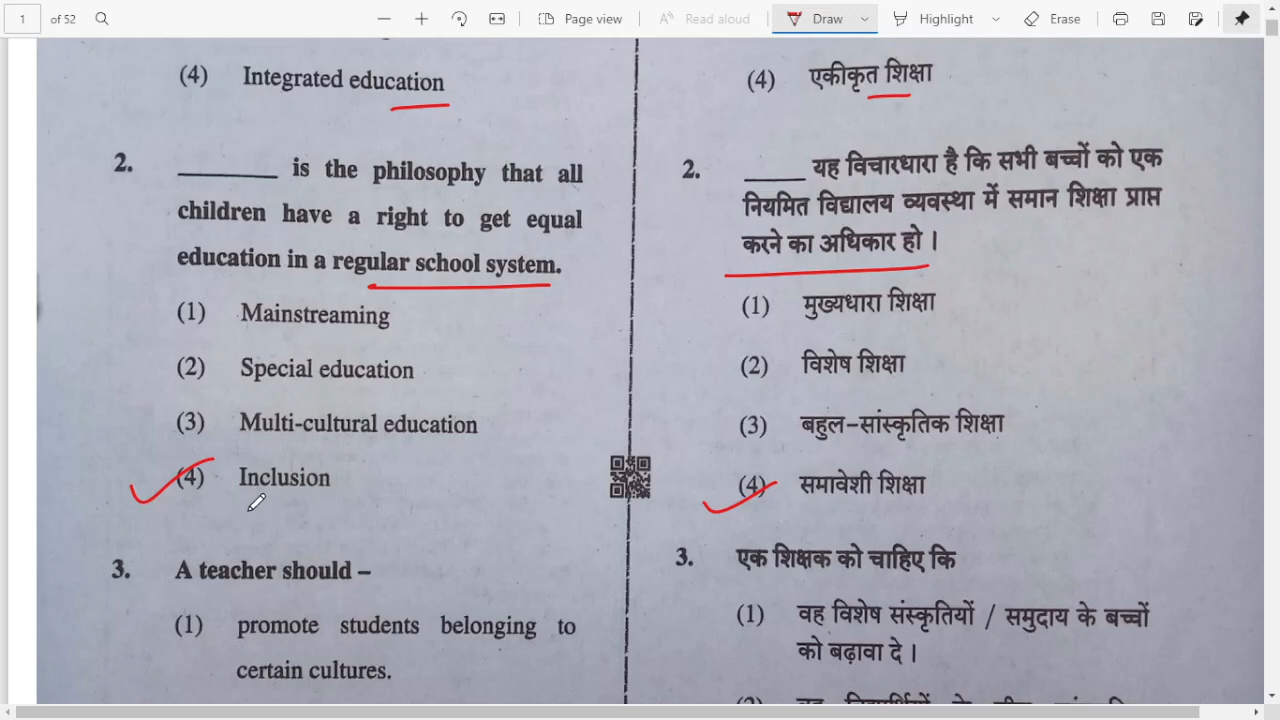 1 of 52 Page view Read aloud Draw Highlight Erase
(4) Integrated education
2. ________ is the philosophy that all
children have a right to get equal
education in a regular school system.
(1) Mainstreaming
(2) Special education
(3) Multi-cultural education
(4) Inclusion
3. A teacher should –
(1) promote students belonging to
certain cultures.
(4) एकीकृत शिक्षा
2. _____ यह विचारधारा है कि सभी बच्चों को एक
नियमित विद्यालय व्यवस्था में समान शिक्षा प्राप्त
करने का अधिकार हो ।
(1) मुख्यधारा शिक्षा
(2) विशेष शिक्षा
(3) बहुल-सांस्कृतिक शिक्षा
(4) समावेशी शिक्षा
3. एक शिक्षक को चाहिए कि
(1) वह विशेष संस्कृतियों / समुदाय के बच्चों
को बढ़ावा दे ।